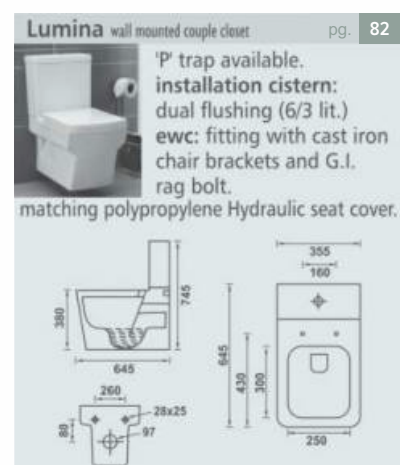 Lumina wall mounted couple closet pg. 82
'P' trap available.
installation cistern:
dual flushing (6/3 lit.)
ewc: fitting with cast iron
chair brackets and G.I.
rag bolt.
matching polypropylene Hydraulic seat cover.
355
160
745
380
645
645
430
300
250
260
28x25
80
97